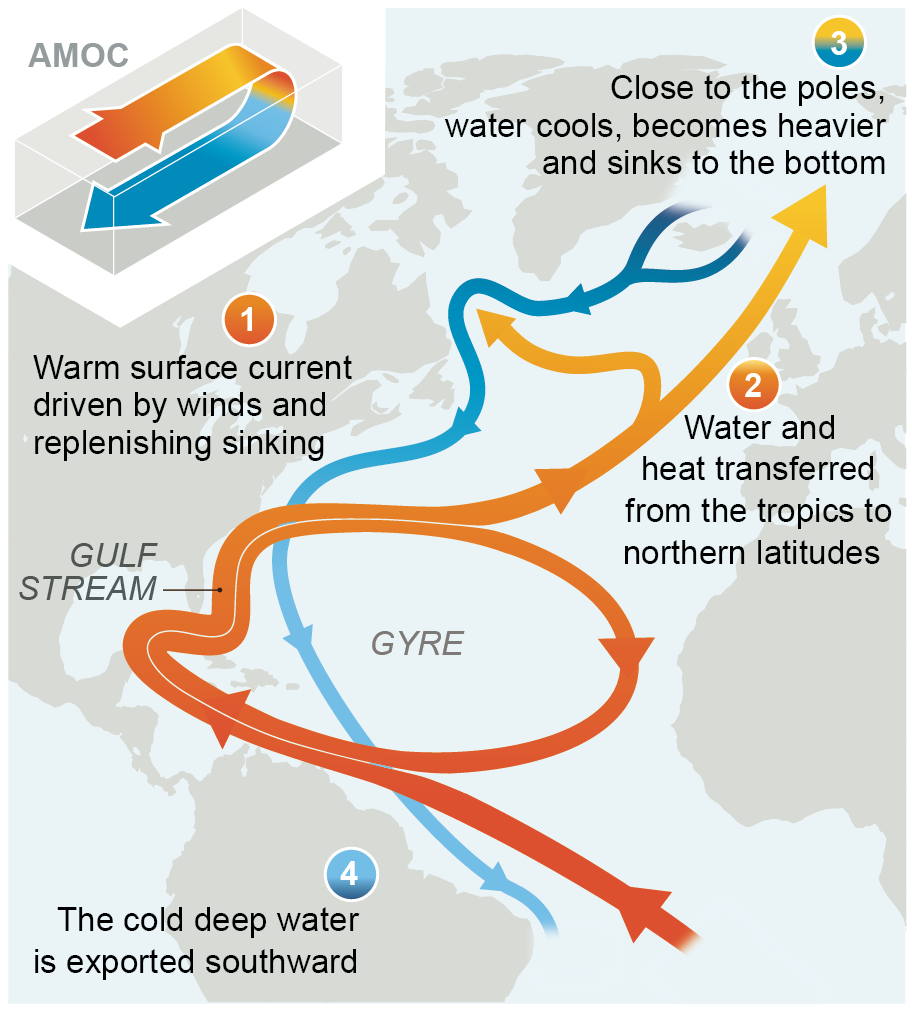 AMOC
3
Close to the poles,
water cools, becomes heavier
and sinks to the bottom
1
Warm surface current
driven by winds and
replenishing sinking
2
Water and
heat transferred
from the tropics to
northern latitudes
GULF
STREAM
GYRE
4
The cold deep water
is exported southward